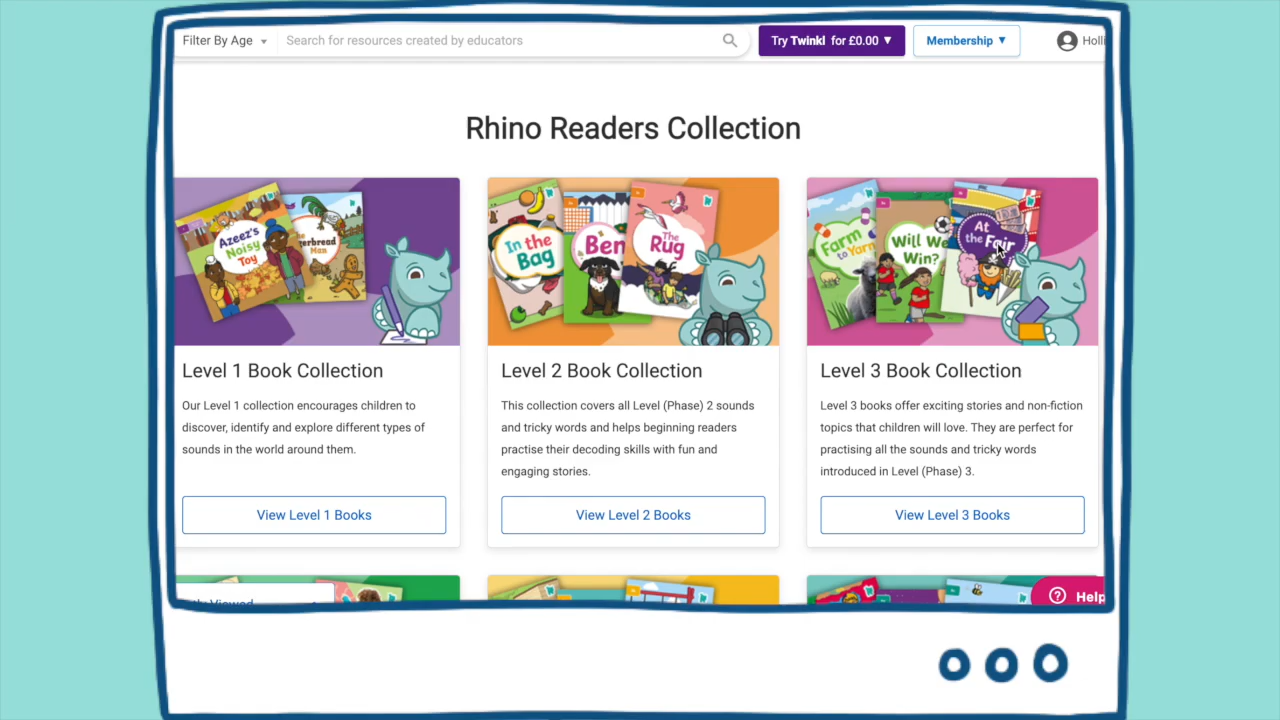 Filter By Age
Search for resources created by educators
Try Twinkl for £0.00 ▼
Membership ▼
Holli
Rhino Readers Collection
Azeez's
Noisy
Toy
gerbread
Man
In the
Bag
Ben
The
Rug
Farm
to Yarn
Will We
Win?
At
the Fair
Level 1 Book Collection
Our Level 1 collection encourages children to
discover, identify and explore different types of
sounds in the world around them.
View Level 1 Books
Level 2 Book Collection
This collection covers all Level (Phase) 2 sounds
and tricky words and helps beginning readers
practise their decoding skills with fun and
engaging stories.
View Level 2 Books
Level 3 Book Collection
Level 3 books offer exciting stories and non-fiction
topics that children will love. They are perfect for
practising all the sounds and tricky words
introduced in Level (Phase) 3.
View Level 3 Books
Viewed
Help